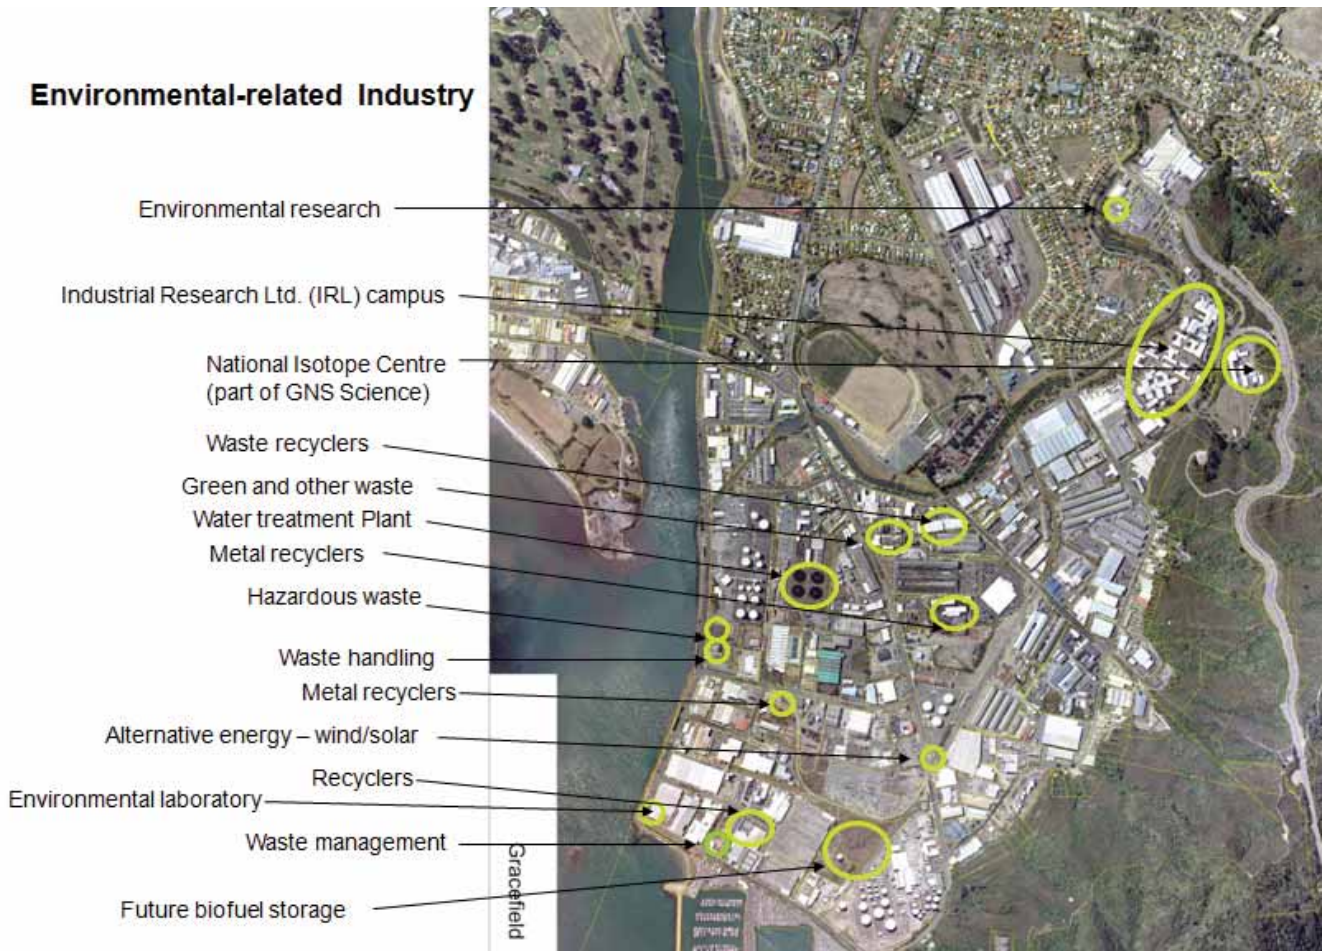 Environmental-related Industry
Environmental research
Industrial Research Ltd. (IRL) campus
National Isotope Centre
(part of GNS Science)
Waste recyclers
Green and other waste
Water treatment Plant
Metal recyclers
Hazardous waste
Waste handling
Metal recyclers
Alternative energy – wind/solar
Recyclers
Environmental laboratory
Waste management
Future biofuel storage
Gracefield